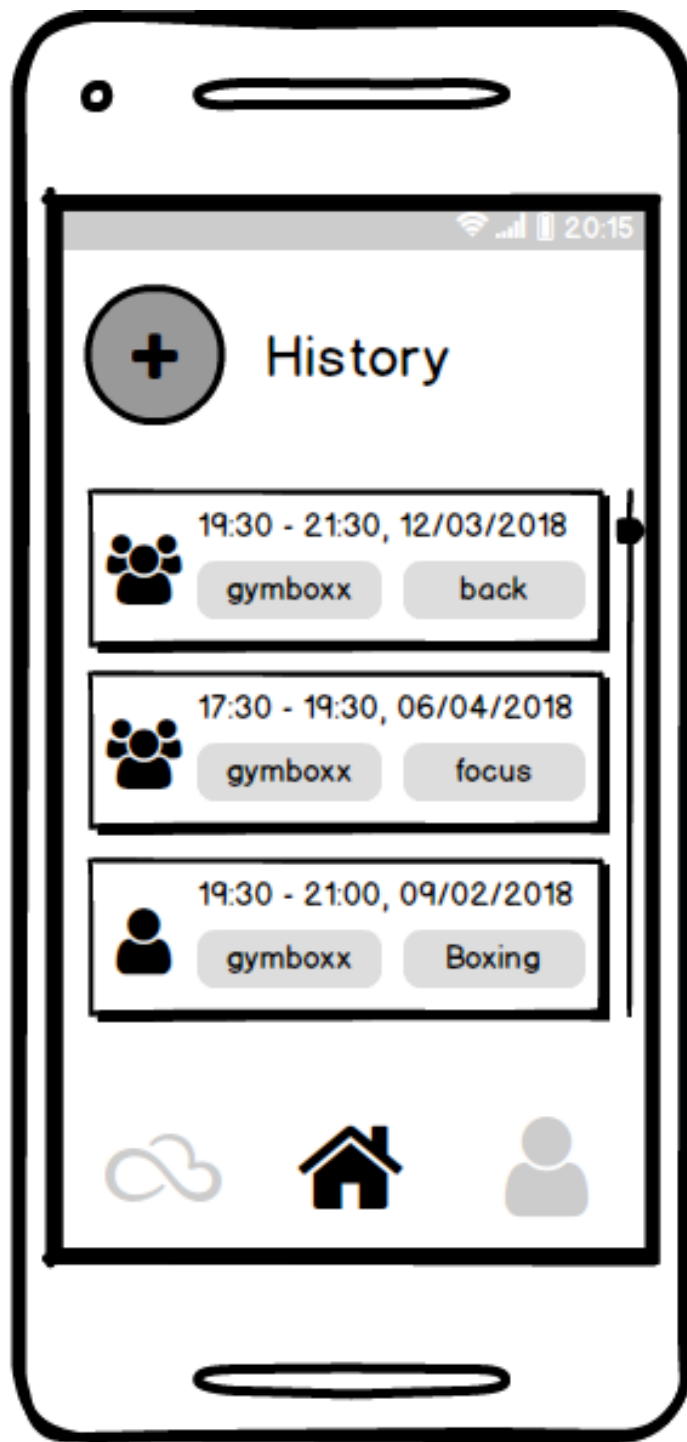 20:15
History
19:30 - 21:30, 12/03/2018
gymboxx back
17:30 - 19:30, 06/04/2018
gymboxx focus
19:30 - 21:00, 09/02/2018
gymboxx Boxing